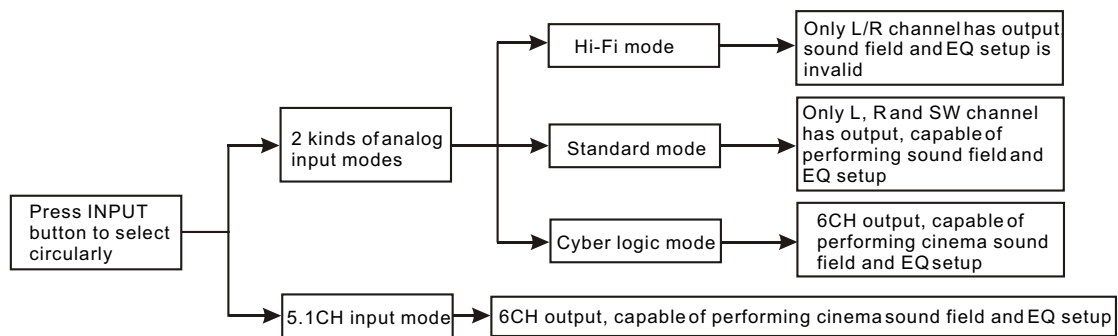 Press INPUT
button to select
circularly
2 kinds of analog
input modes
Hi-Fi mode
Only L/R channel has output,
sound field and EQ setup is
invalid
Standard mode
Only L, R and SW channel
has output, capable of
performing sound field and
EQ setup
Cyber logic mode
6CH output, capable of
performing cinema sound
field and EQ setup
5.1CH input mode
6CH output, capable of performing cinema sound field and EQ setup